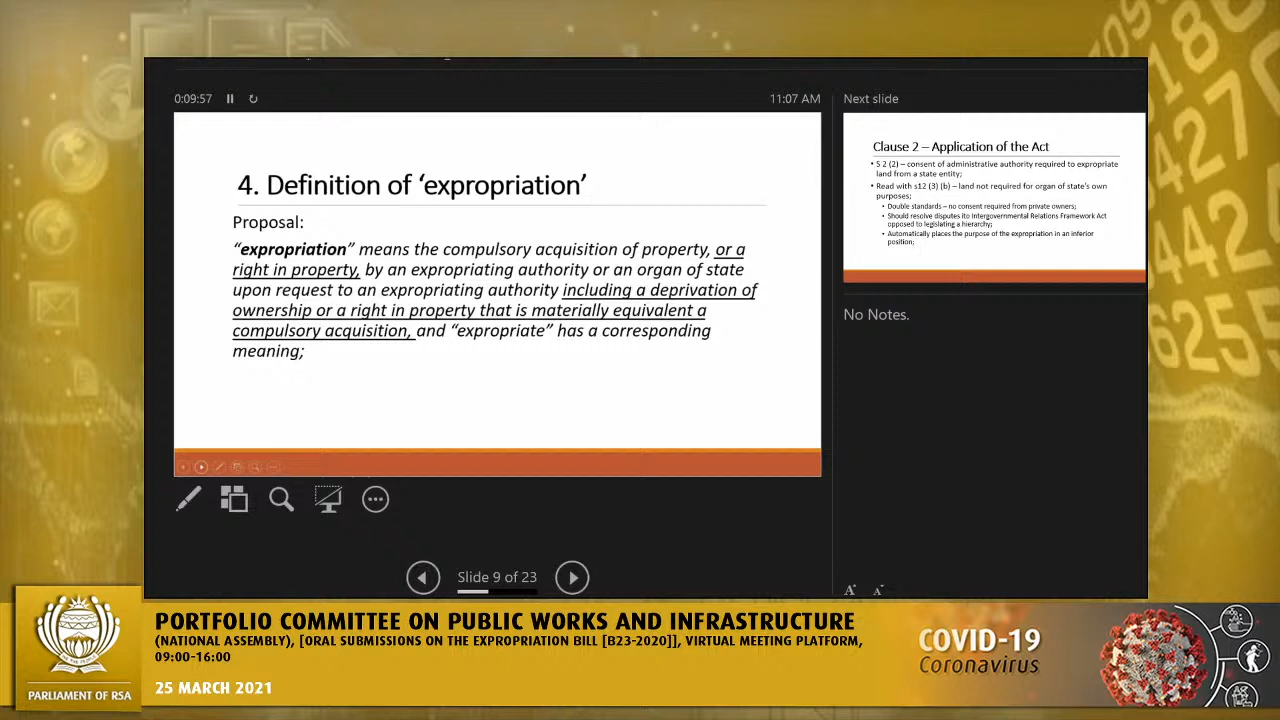 0:09:57
11:07 AM
4. Definition of ‘expropriation’
Proposal:
“expropriation” means the compulsory acquisition of property, or a
right in property, by an expropriating authority or an organ of state
upon request to an expropriating authority including a deprivation of
ownership or a right in property that is materially equivalent a
compulsory acquisition, and “expropriate” has a corresponding
meaning;
Slide 9 of 23
Next slide
Clause 2 – Application of the Act
• S 2 (2) – consent of administrative authority required to expropriate
land from a state entity;
• Read with s12 (3) (b) – land not required for organ of state's own
purposes;
• Double standards – no consent required from private owners;
• Should resolve disputes ito Intergovernmental Relations Framework Act
opposed to legislating a hierarchy;
• Automatically places the purpose of the expropriation in an inferior
position;
No Notes.
A A
PARLIAMENT OF RSA
PORTFOLIO COMMITTEE ON PUBLIC WORKS AND INFRASTRUCTURE
(NATIONAL ASSEMBLY), [ORAL SUBMISSIONS ON THE EXPROPRIATION BILL [B23-2020]], VIRTUAL MEETING PLATFORM,
09:00-16:00
25 MARCH 2021
COVID-19
Coronavirus